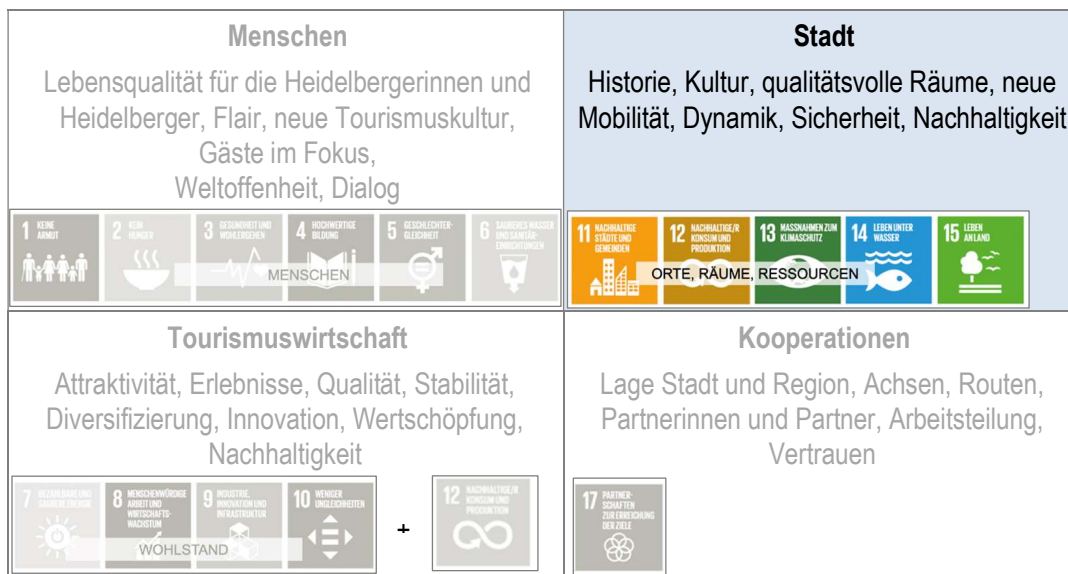 Menschen
Lebensqualität für die Heidelbergerinnen und
Heidelberger, Flair, neue Tourismuskultur,
Gäste im Fokus,
Weltoffenheit, Dialog
1 KEINE
ARMUT
2 KEIN
HUNGER
3 GESUNDHEIT UND
WOHLERGEHEN
4 HOCHWERTIGE
BILDUNG
5 GESCHLECHTER-
GLEICHHEIT
6 SAUBERES WASSER
UND SANITÄR-
EINRICHTUNGEN
MENSCHEN
Stadt
Historie, Kultur, qualitätsvolle Räume, neue
Mobilität, Dynamik, Sicherheit, Nachhaltigkeit
11 NACHHALTIGE
STÄDTE UND
GEMEINDEN
12 NACHHALTIGE/R
KONSUM UND
PRODUKTION
13 MASSNAHMEN ZUM
KLIMASCHUTZ
14 LEBEN UNTER
WASSER
15 LEBEN
AN LAND
ORTE, RÄUME, RESSOURCEN
Tourismuswirtschaft
Attraktivität, Erlebnisse, Qualität, Stabilität,
Diversifizierung, Innovation, Wertschöpfung,
Nachhaltigkeit
7 BEZAHLBARE UND
SAUBERE ENERGIE
8 MENSCHENWÜRDIGE
ARBEIT UND
WIRTSCHAFTS-
WACHSTUM
9 INDUSTRIE,
INNOVATION UND
INFRASTRUKTUR
10 WENIGER
UNGLEICHHEITEN
WOHLSTAND
+
12 NACHHALTIGE/R
KONSUM UND
PRODUKTION
Kooperationen
Lage Stadt und Region, Achsen, Routen,
Partnerinnen und Partner, Arbeitsteilung,
Vertrauen
17 PARTNER-
SCHAFTEN
ZUR ERREICHUNG
DER ZIELE